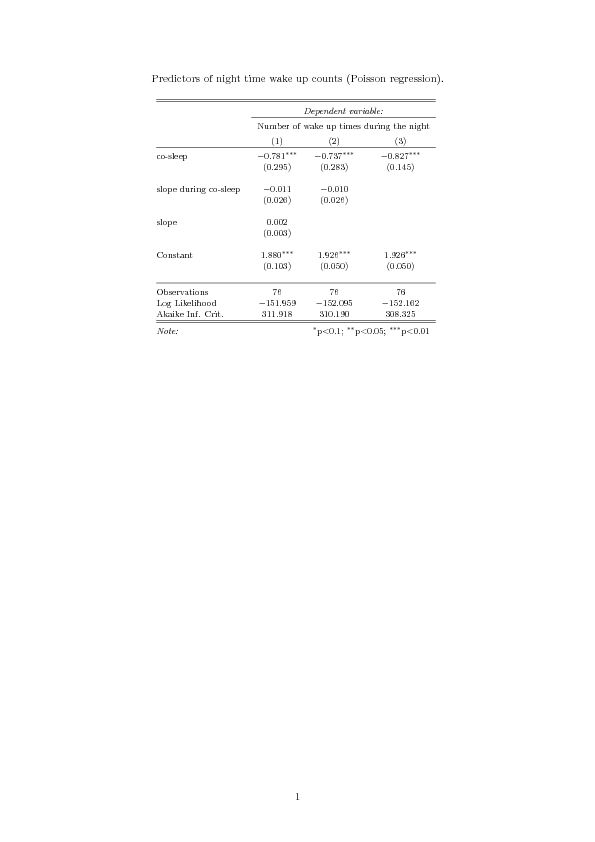 Predictors of night time wake up counts (Poisson regression).
Dependent variable:
Number of wake up times during the night
(1) (2) (3)
co-sleep −0.781*** −0.737*** −0.827***
(0.295) (0.283) (0.145)
slope during co-sleep −0.011 −0.010
(0.026) (0.026)
slope 0.002
(0.003)
Constant 1.880*** 1.926*** 1.926***
(0.103) (0.050) (0.050)
Observations 76 76 76
Log Likelihood −151.959 −152.095 −152.162
Akaike Inf. Crit. 311.918 310.190 308.325
Note: *p<0.1; **p<0.05; ***p<0.01
1